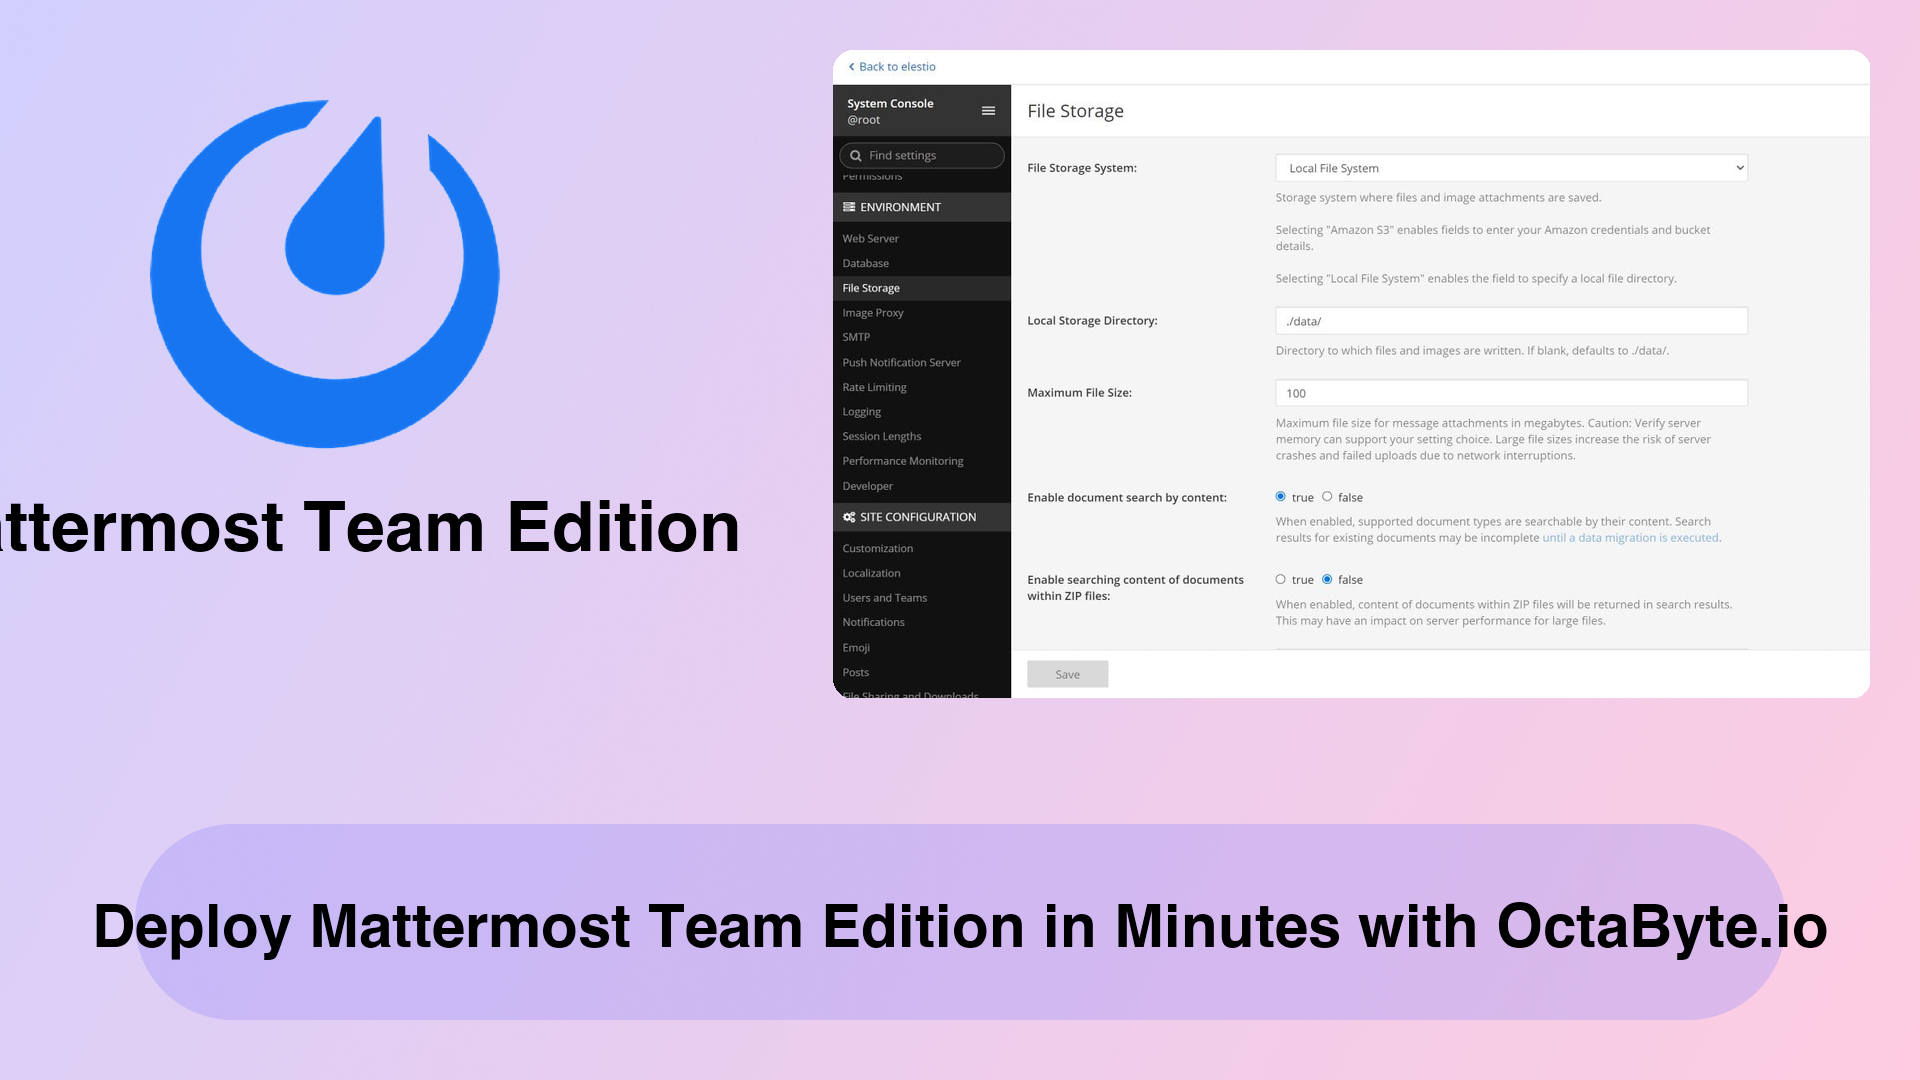 Back to elestio
System Console
@root
Find settings
Permissions
ENVIRONMENT
Web Server
Database
File Storage
Image Proxy
SMTP
Push Notification Server
Rate Limiting
Logging
Session Lengths
Performance Monitoring
Developer
SITE CONFIGURATION
Customization
Localization
Users and Teams
Notifications
Emoji
Posts
File Sharing and Downloads
File Storage
File Storage System:
Local File System
Storage system where files and image attachments are saved.
Selecting "Amazon S3" enables fields to enter your Amazon credentials and bucket
details.
Selecting "Local File System" enables the field to specify a local file directory.
Local Storage Directory:
./data/
Directory to which files and images are written. If blank, defaults to ./data/.
Maximum File Size:
100
Maximum file size for message attachments in megabytes. Caution: Verify server
memory can support your setting choice. Large file sizes increase the risk of server
crashes and failed uploads due to network interruptions.
Enable document search by content:
true false
When enabled, supported document types are searchable by their content. Search
results for existing documents may be incomplete until a data migration is executed.
Enable searching content of documents
within ZIP files:
true false
When enabled, content of documents within ZIP files will be returned in search results.
This may have an impact on server performance for large files.
Save
attermost Team Edition
Deploy Mattermost Team Edition in Minutes with OctaByte.io